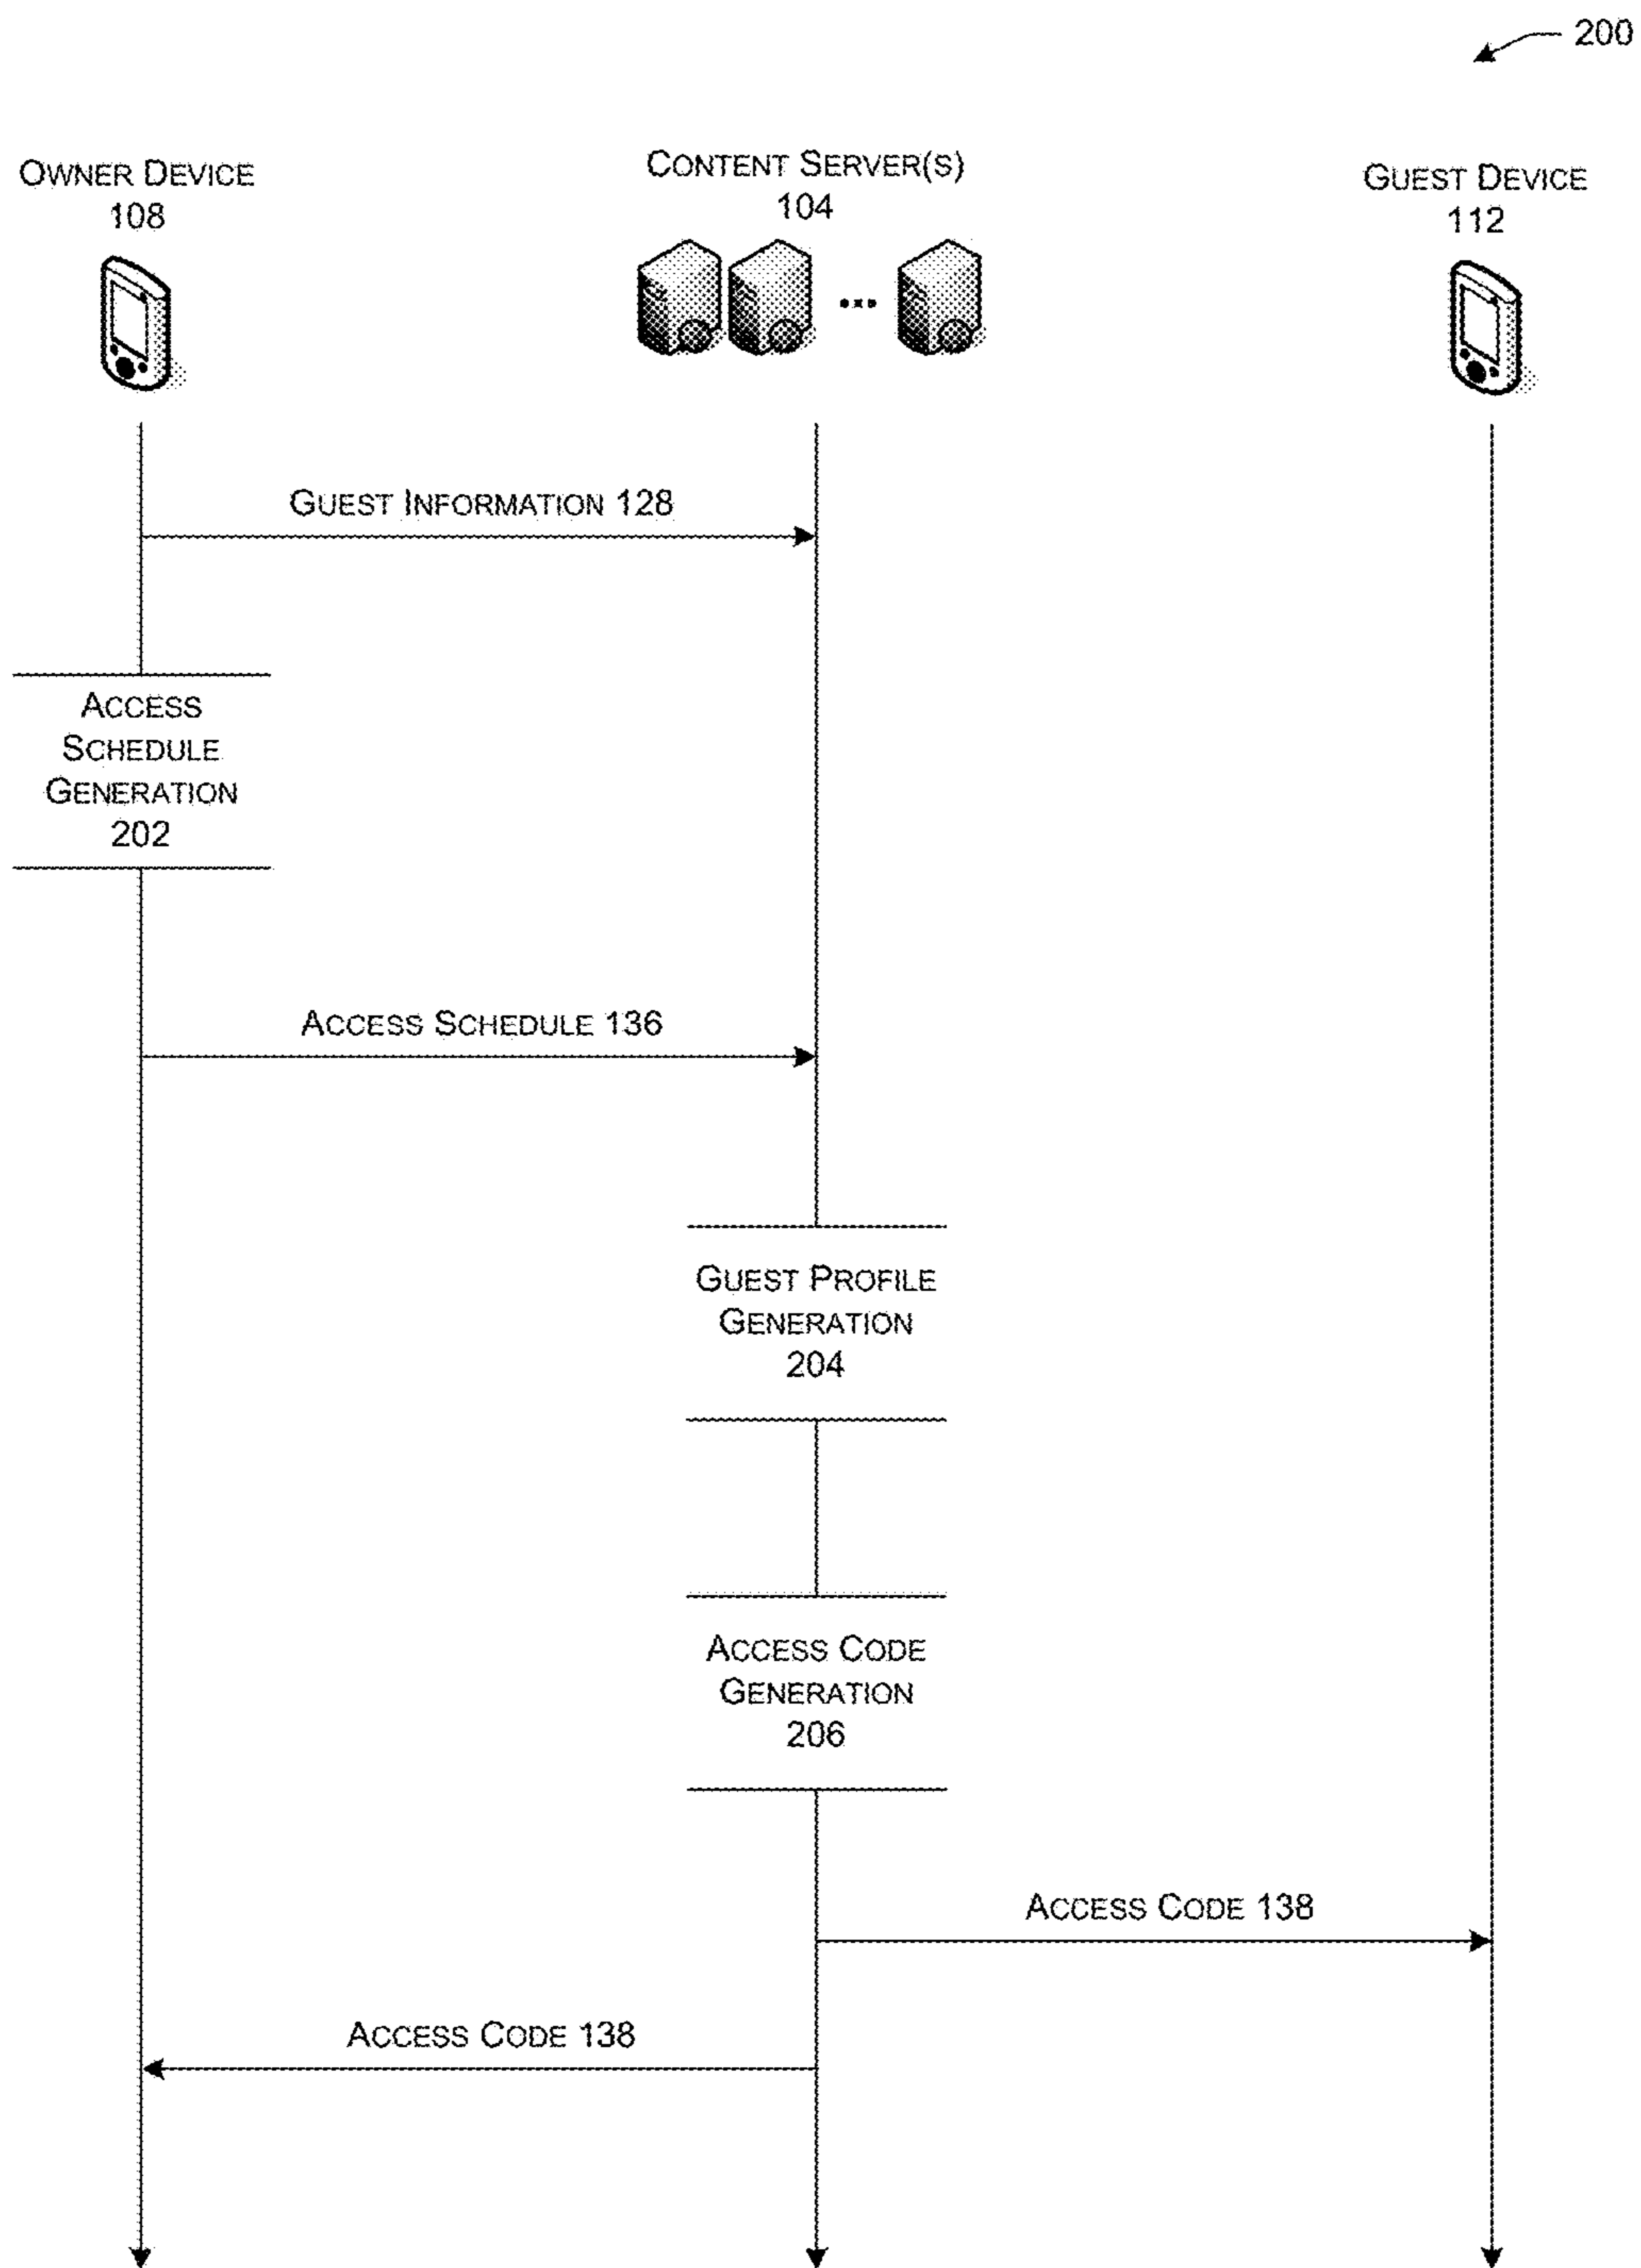 200
OWNER DEVICE
108
CONTENT SERVER(S)
104
GUEST DEVICE
112
GUEST INFORMATION 128
ACCESS
SCHEDULE
GENERATION
202
ACCESS SCHEDULE 136
GUEST PROFILE
GENERATION
204
ACCESS CODE
GENERATION
206
ACCESS CODE 138
ACCESS CODE 138